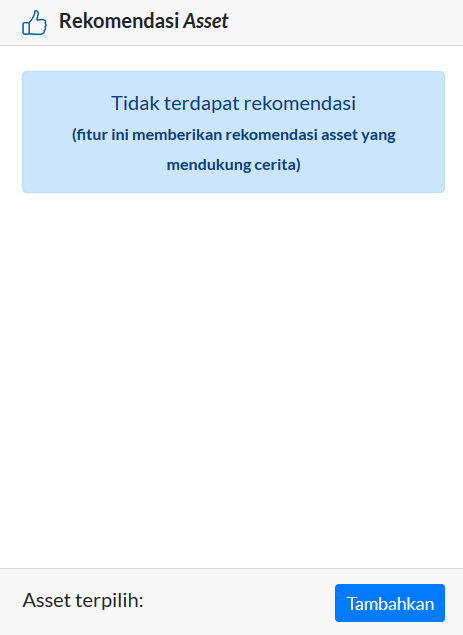 Rekomendasi Asset
Tidak terdapat rekomendasi
(fitur ini memberikan rekomendasi asset yang
mendukung cerita)
Asset terpilih:
Tambahkan